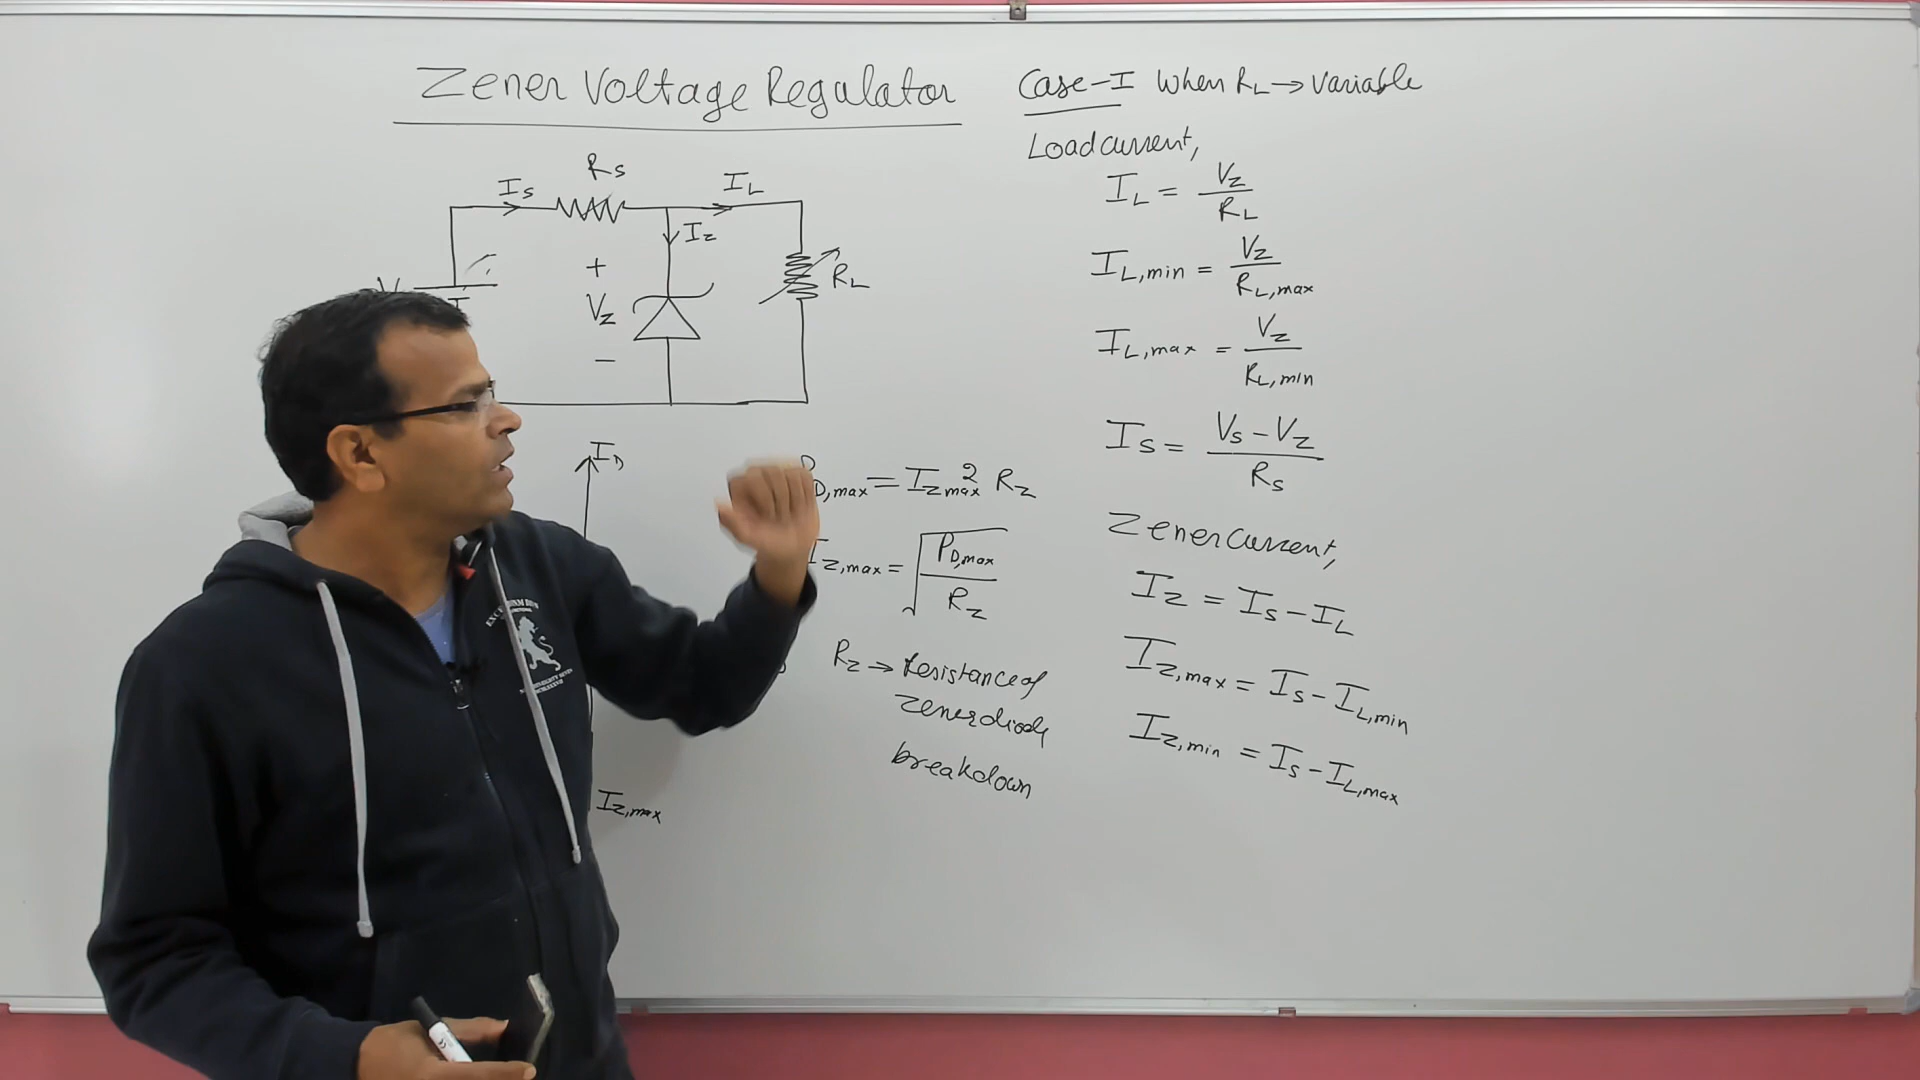 Zener Voltage Regulator
Rs
Is
IL
Iz
+
Vz
−
RL
ID
PD,max = Iz max² Rz
Iz,max = √(PD,max / Rz)
Rz → Resistance of
zener diode
breakdown
Iz,max
Case-I When RL → Variable
Load current,
IL = Vz / RL
IL,min = Vz / RL,max
IL,max = Vz / RL,min
Is = Vs − Vz / Rs
Zener Current,
Iz = Is − IL
Iz,max = Is − IL,min
Iz,min = Is − IL,max